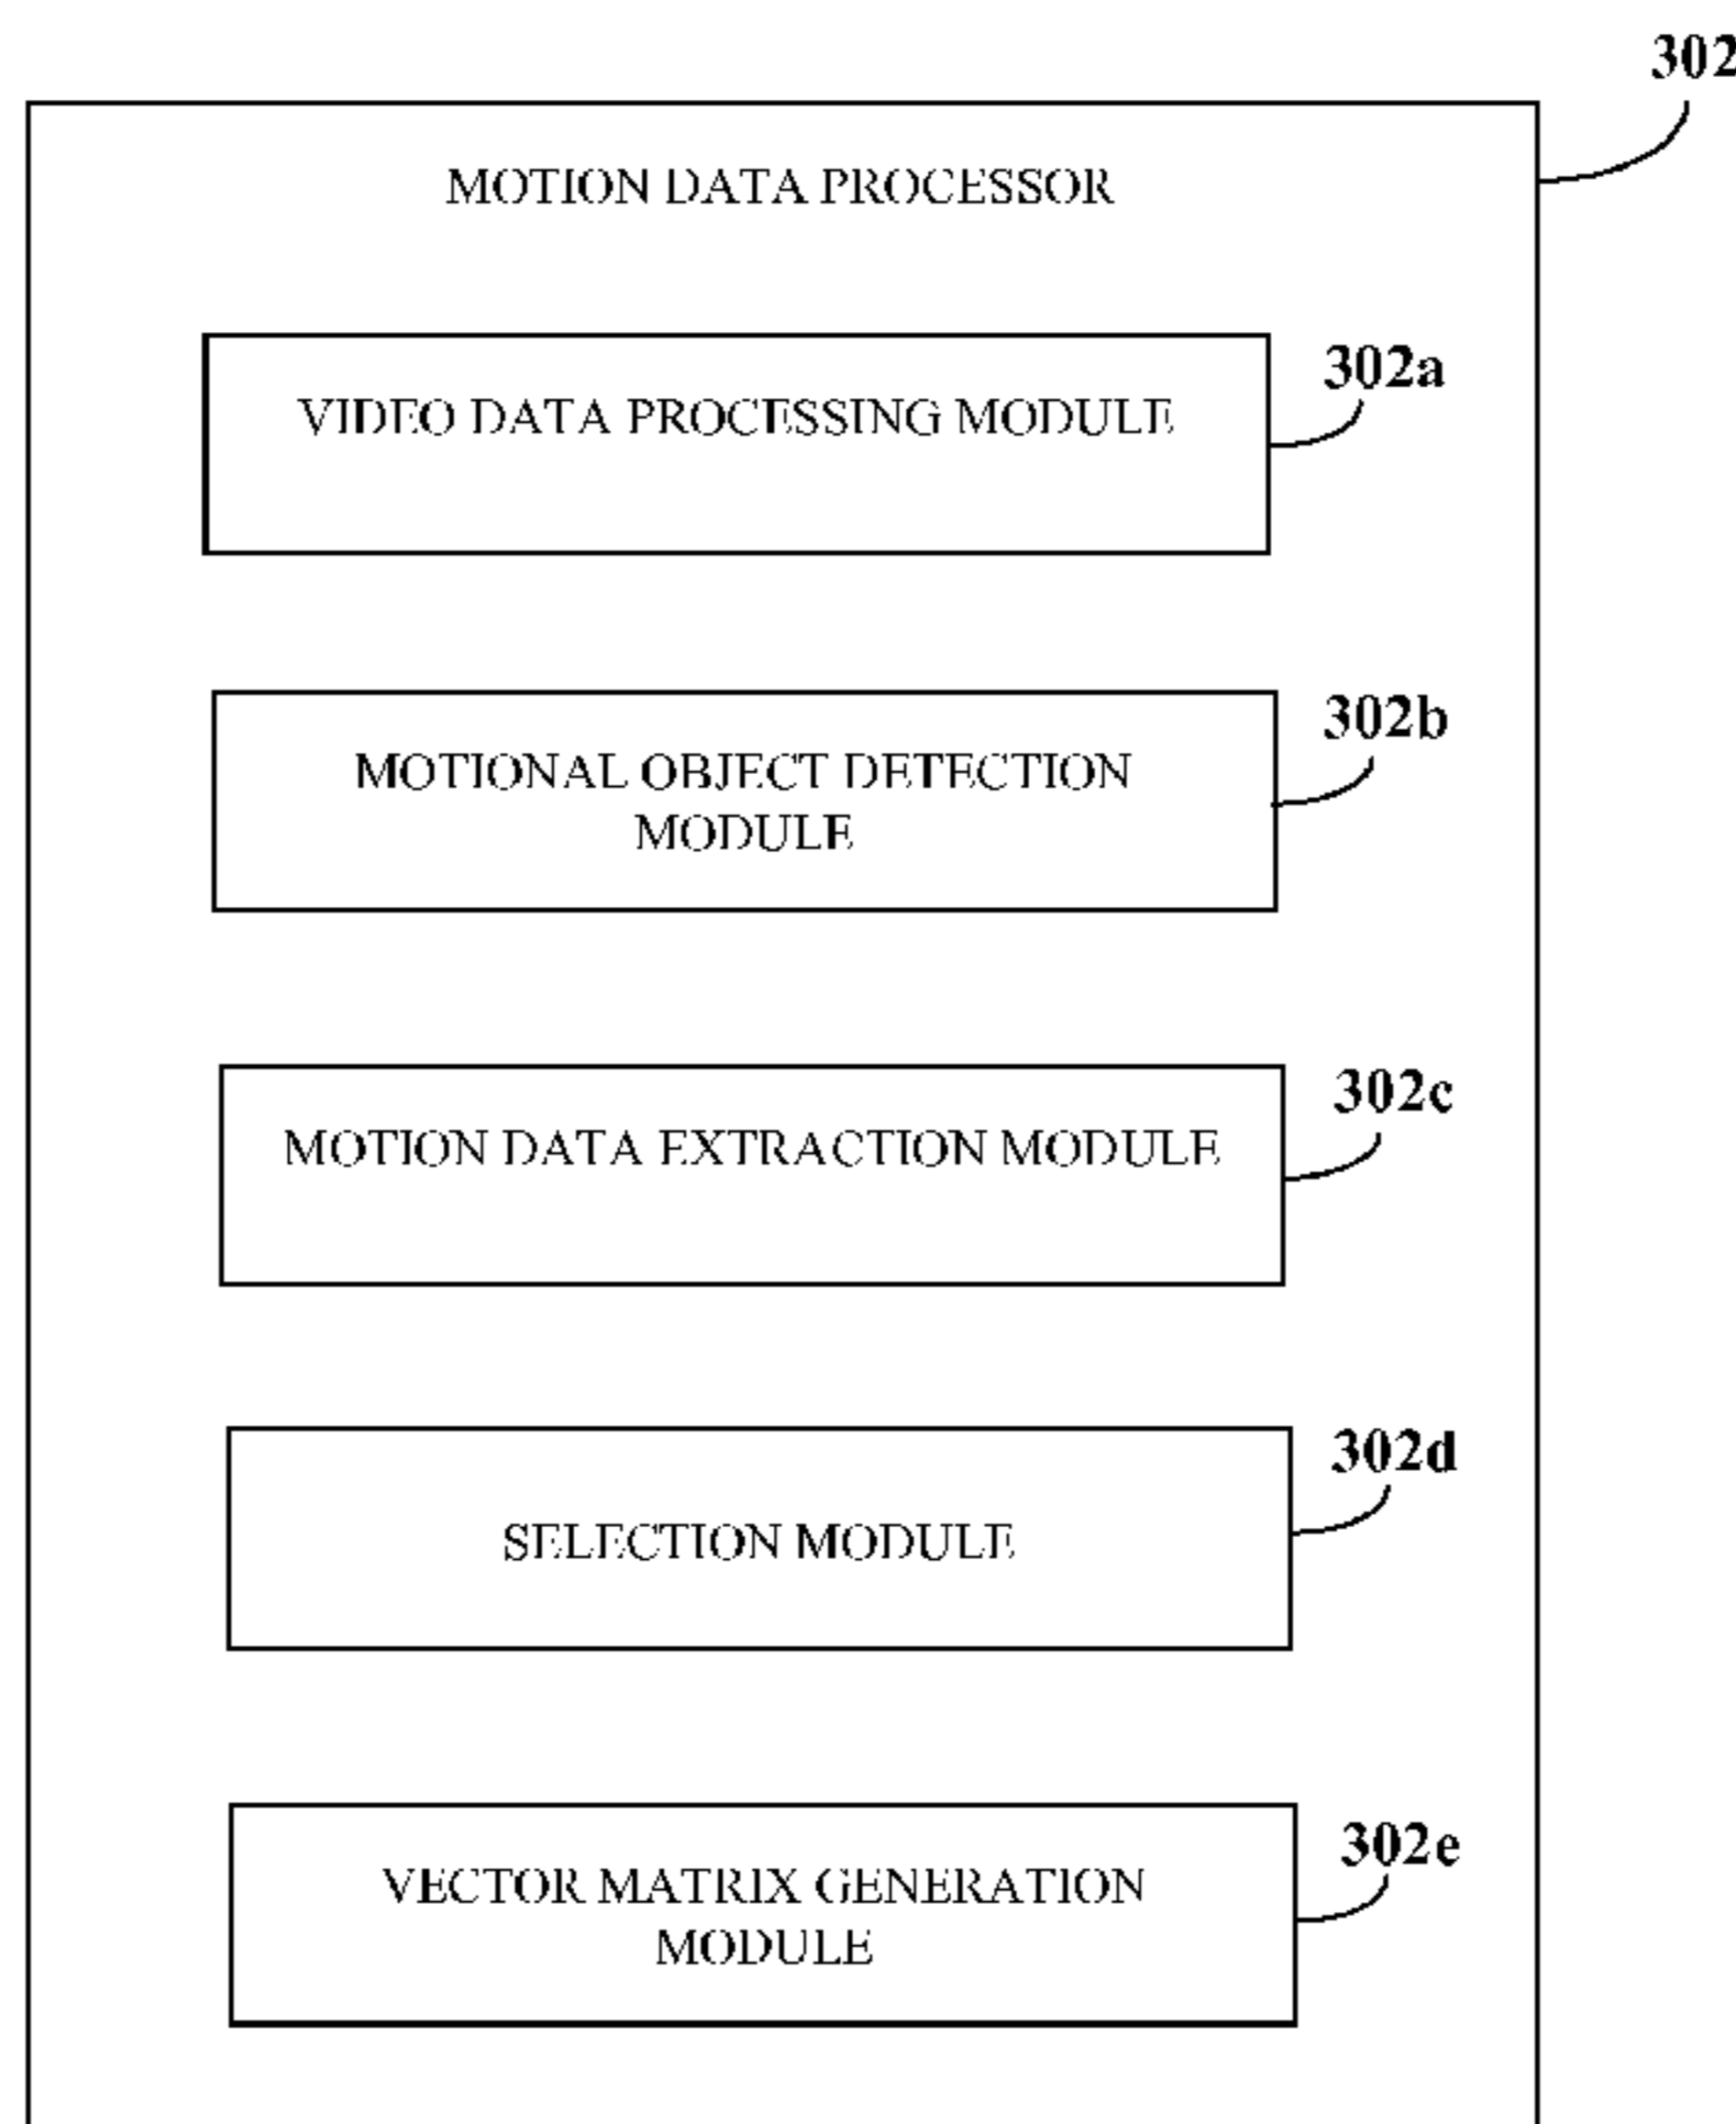 302
MOTION DATA PROCESSOR
302a
VIDEO DATA PROCESSING MODULE
302b
MOTIONAL OBJECT DETECTION
MODULE
302c
MOTION DATA EXTRACTION MODULE
302d
SELECTION MODULE
302e
VECTOR MATRIX GENERATION
MODULE